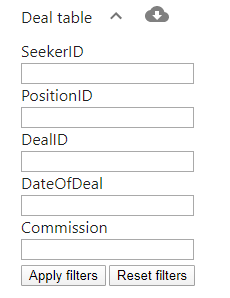 Deal table
SeekerID
PositionID
DealID
DateOfDeal
Commission
Apply filters Reset filters